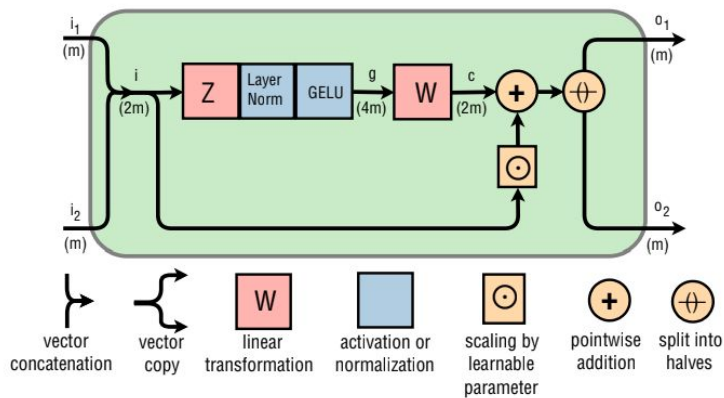 i1
(m)
i
(2m)
Z
Layer
Norm
GELU
g
(4m)
W
c
(2m)
+
o1
(m)
i2
(m)
o2
(m)
W
+
vector
concatenation
vector
copy
linear
transformation
activation or
normalization
scaling by
learnable
parameter
pointwise
addition
split into
halves